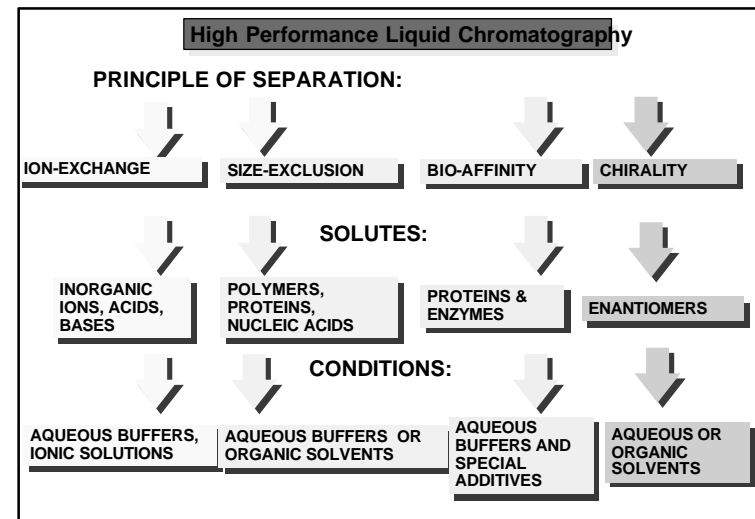 High Performance Liquid Chromatography
PRINCIPLE OF SEPARATION:
ION-EXCHANGE
SIZE-EXCLUSION
BIO-AFFINITY
CHIRALITY
SOLUTES:
INORGANIC
IONS, ACIDS,
BASES
POLYMERS,
PROTEINS,
NUCLEIC ACIDS
PROTEINS &
ENZYMES
ENANTIOMERS
CONDITIONS:
AQUEOUS BUFFERS,
IONIC SOLUTIONS
AQUEOUS BUFFERS OR
ORGANIC SOLVENTS
AQUEOUS
BUFFERS AND
SPECIAL
ADDITIVES
AQUEOUS OR
ORGANIC
SOLVENTS